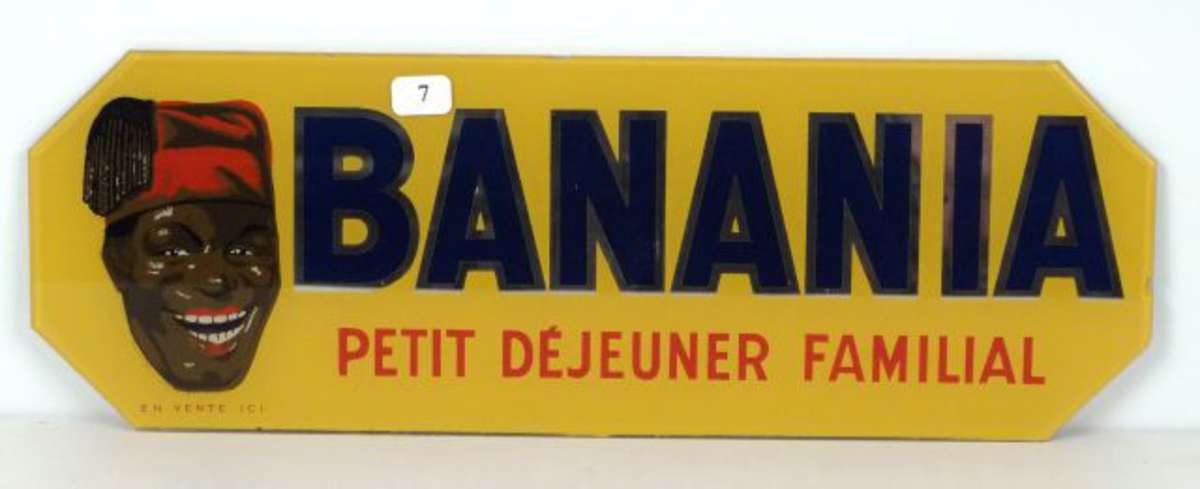 7
BANANIA
PETIT DÉJEUNER FAMILIAL
EN VENTE ICI